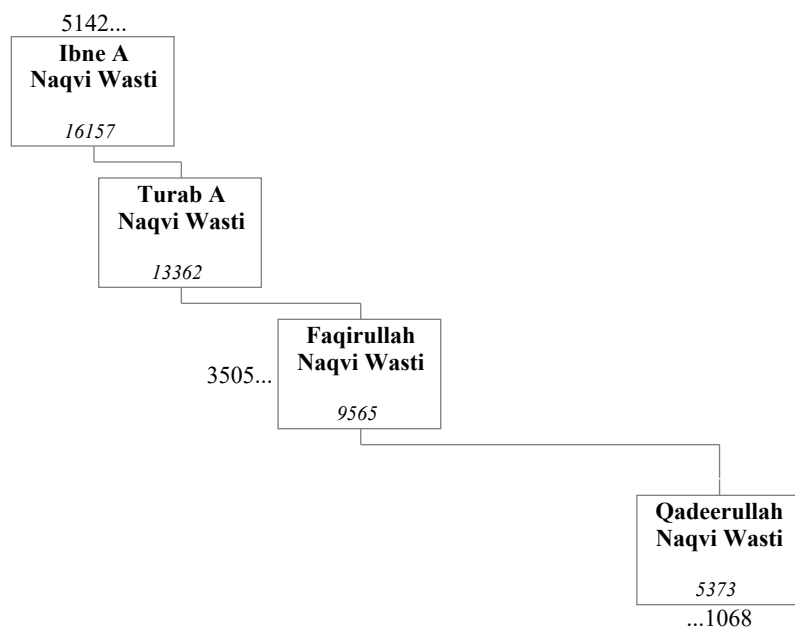 5142...
Ibne A
Naqvi Wasti
16157
Turab A
Naqvi Wasti
13362
Faqirullah
Naqvi Wasti
3505...
9565
Qadeerullah
Naqvi Wasti
5373
...1068